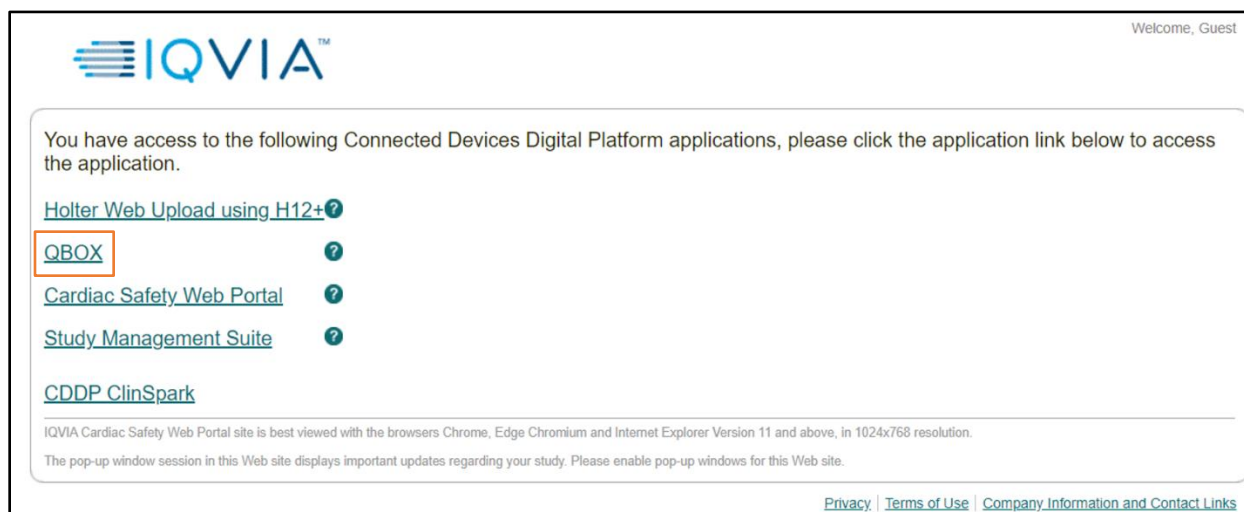 Welcome, Guest
IQVIA™
You have access to the following Connected Devices Digital Platform applications, please click the application link below to access
the application.
Holter Web Upload using H12+?
QBOX ?
Cardiac Safety Web Portal ?
Study Management Suite ?
CDDP ClinSpark
IQVIA Cardiac Safety Web Portal site is best viewed with the browsers Chrome, Edge Chromium and Internet Explorer Version 11 and above, in 1024x768 resolution.
The pop-up window session in this Web site displays important updates regarding your study. Please enable pop-up windows for this Web site.
Privacy | Terms of Use | Company Information and Contact Links